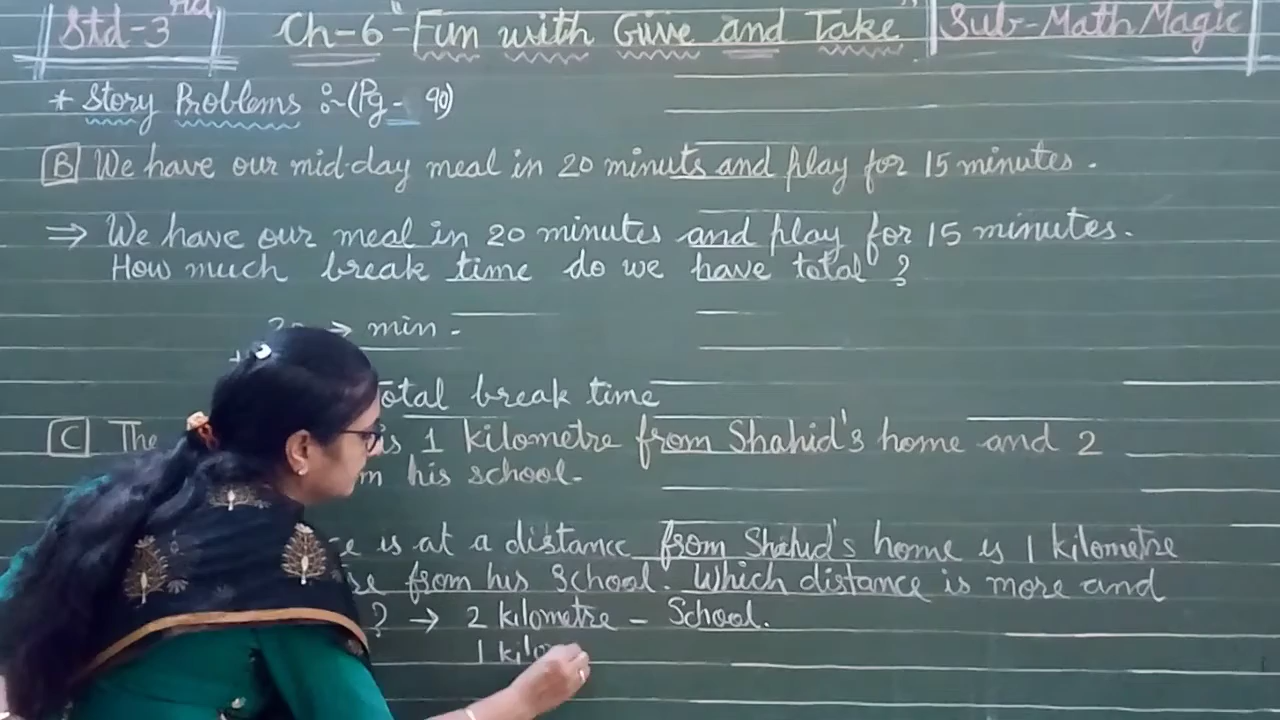 Std-3rd Ch-6 "Fun with Give and Take" Sub-Math Magic
* Story Problems :-(Pg- 90)
B We have our mid-day meal in 20 minuts and play for 15 minutes.
⇒ We have our meal in 20 minutes and play for 15 minutes.
How much break time do we have total ?
→ min.
+
total break time
C The is 1 kilometre from Shahid's home and 2
his school.
is at a distance from Shahid's home is 1 kilometre
from his School. Which distance is more and
? → 2 kilometre - School.
1 kilo